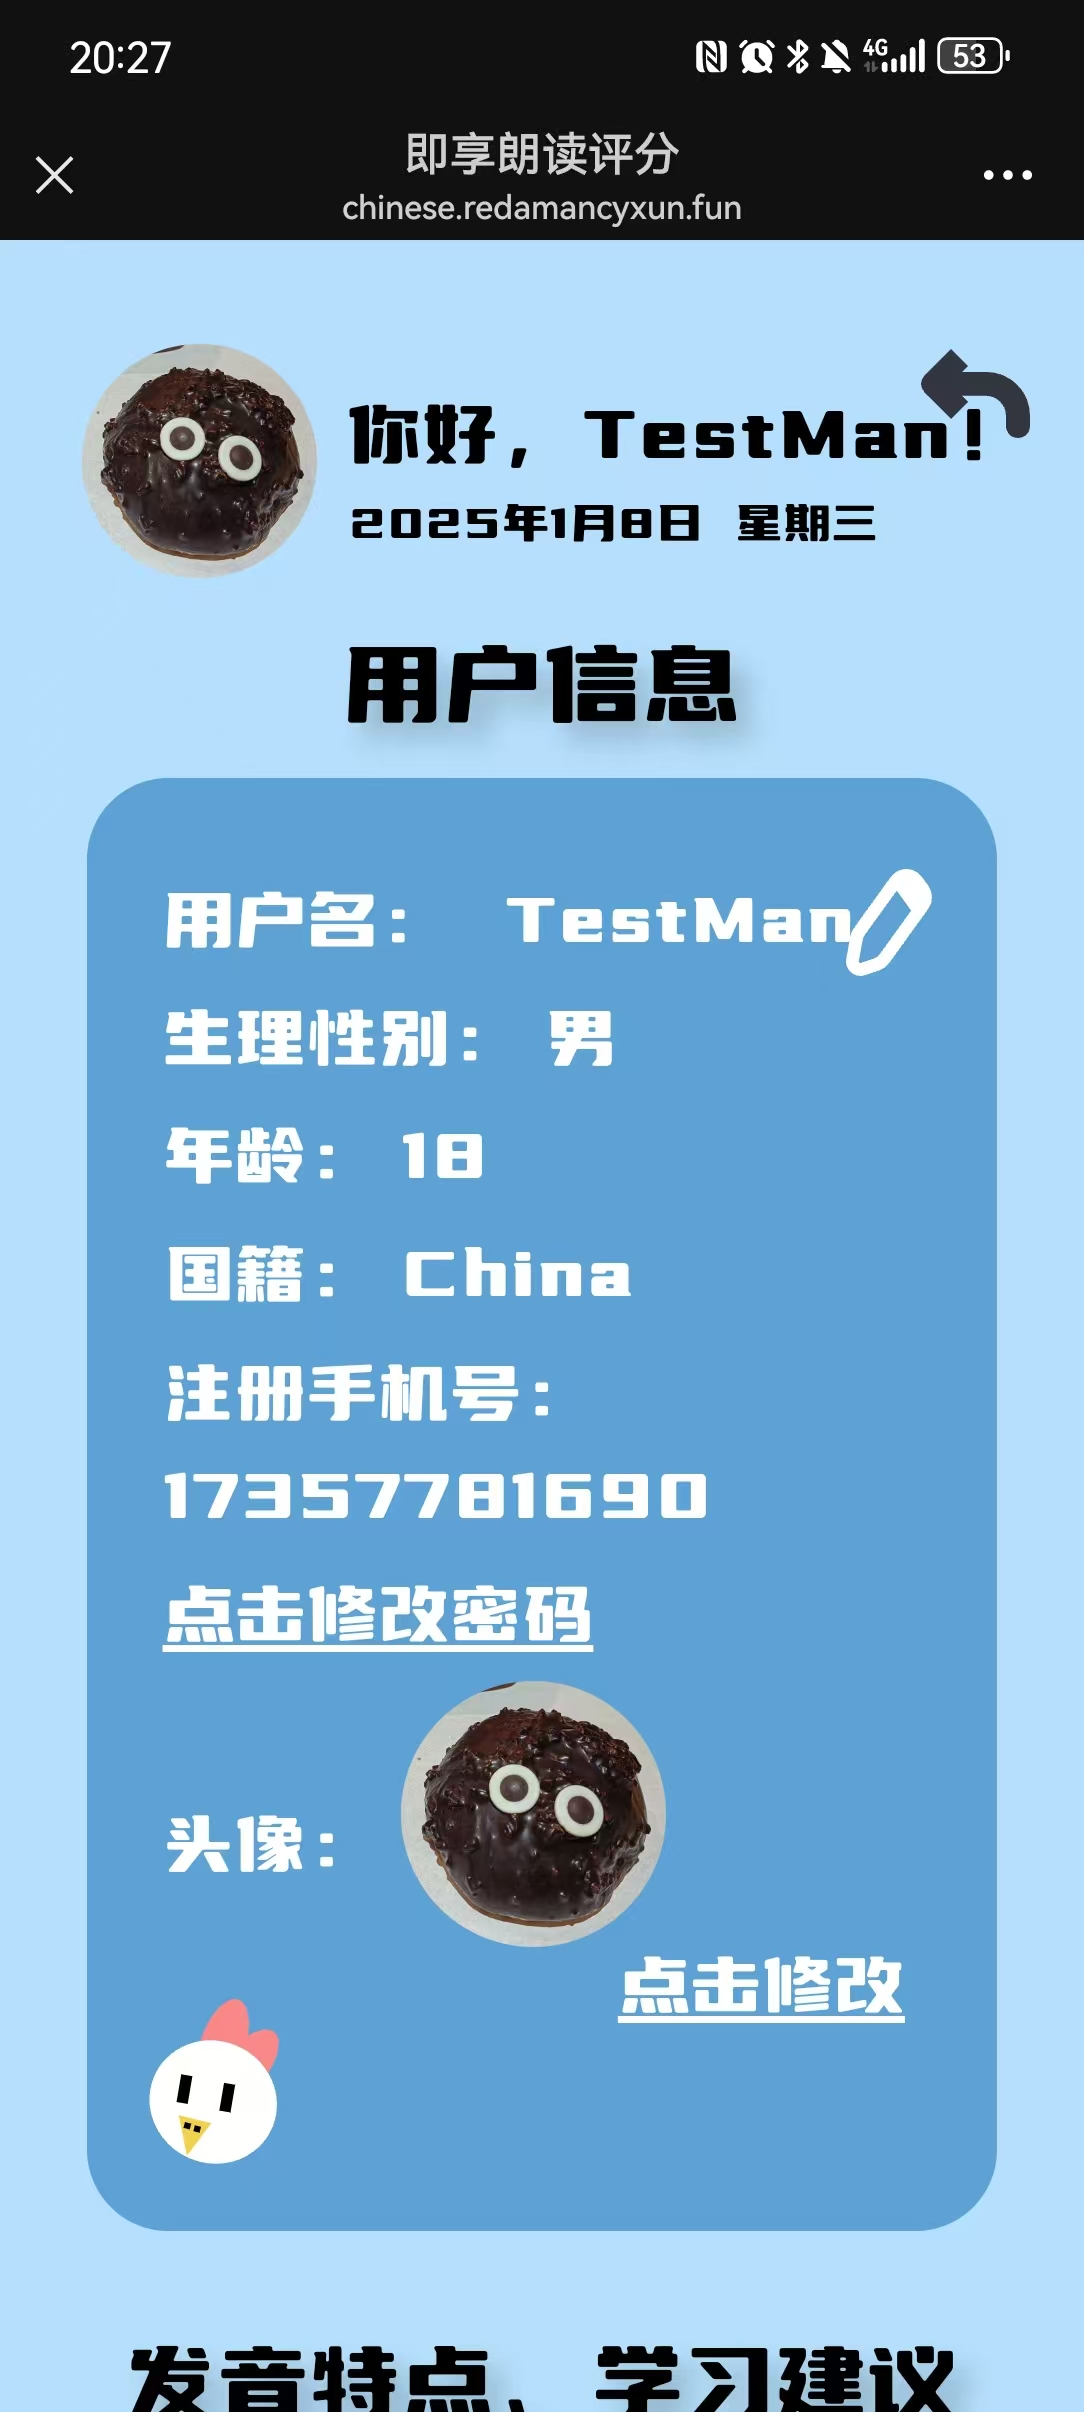 20:27
4G
53
即享朗读评分
chinese.redamancyxun.fun
你好，TestMan！
2025年1月8日 星期三
用户信息
用户名： TestMan
生理性别： 男
年龄： 18
国籍： China
注册手机号：
17357781690
点击修改密码
头像：
点击修改
发音特点、学习建议